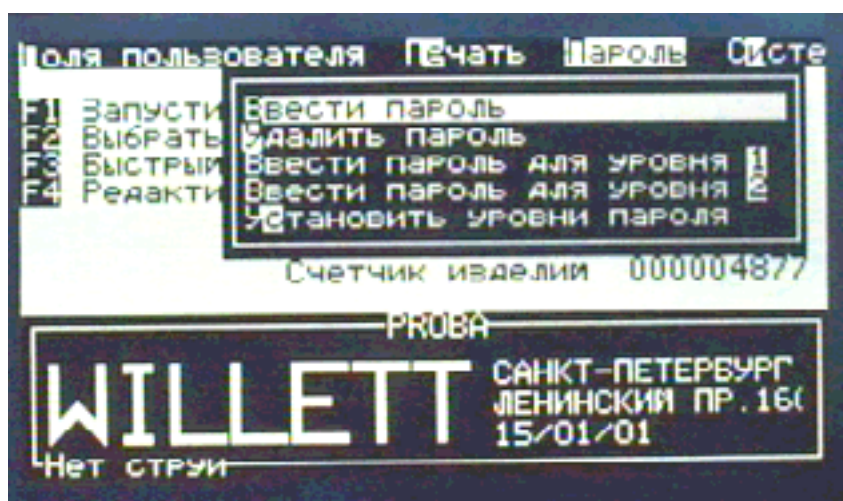 Поля пользователя Печать Пароль Систе
F1 Запусти
F2 Выбрать
F3 Быстрый
F4 Редакти
Ввести пароль
Удалить пароль
Ввести пароль для уровня 1
Ввести пароль для уровня 2
Установить уровни пароля
Счетчик изделий 000004877
PROBA
WILLETT
САНКТ-ПЕТЕРБУРГ
ЛЕНИНСКИЙ ПР.16
15/01/01
Нет струи